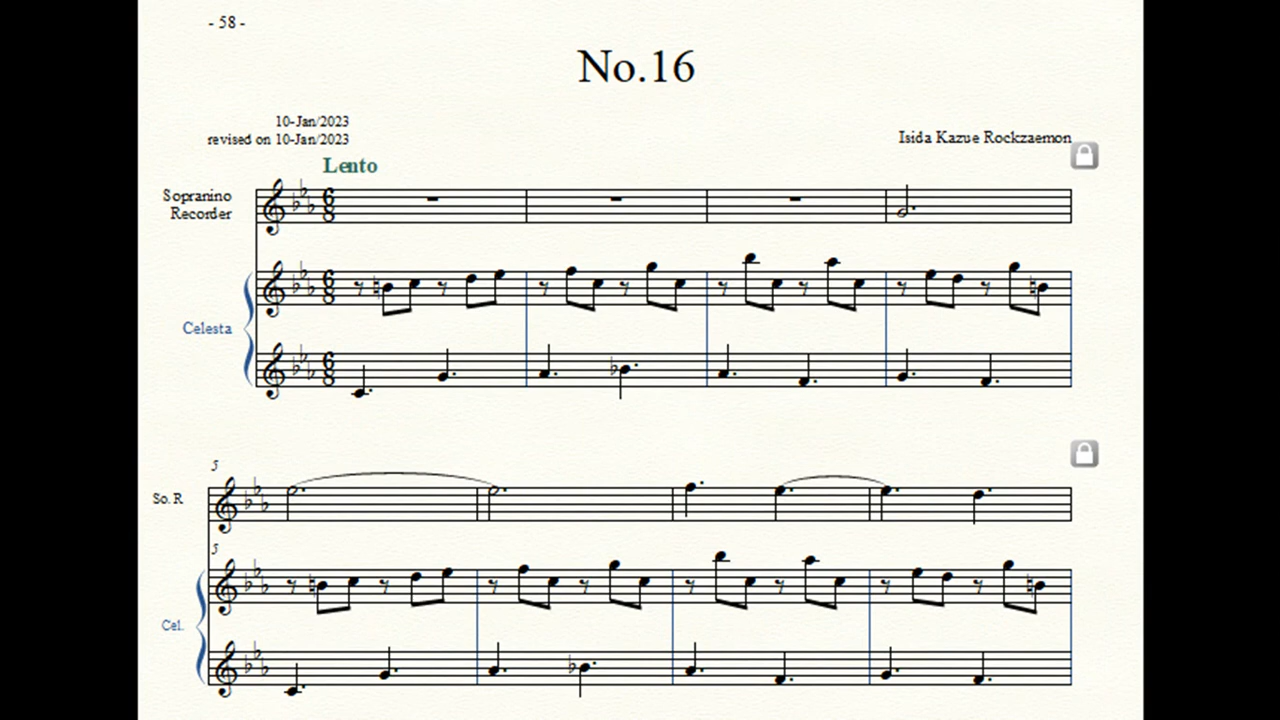 - 58 -
No.16
10-Jan/2023
revised on 10-Jan/2023
Isida Kazue Rockzaemon
Lento
Sopranino
Recorder
Celesta
5
So. R
5
Cel.